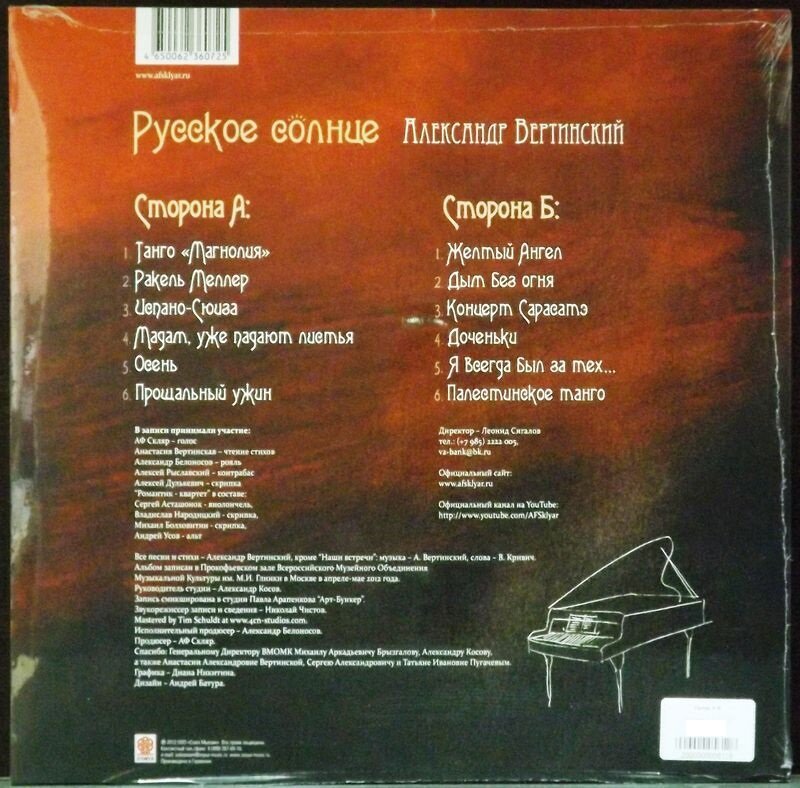 4 650062 360725
www.afsklyar.ru
Русское солнце Александр Вертинский
Сторона А:
1. Танго «Магнолия»
2. Ракель Меллер
3. Испано-Сюиза
4. Мадам, уже падают листья
5. Осень
6. Прощальный ужин
Сторона Б:
1. Желтый Ангел
2. Дым без огня
3. Концерт Сарасатэ
4. Доченьки
5. Я Всегда Был за тех...
6. Палестинское танго
В записи принимали участие:
АФ Скляр – голос
Анастасия Вертинская – чтение стихов
Александр Белоносов – рояль
Алексей Рыславский – контрабас
Алексей Дулькевич – скрипка
"Романтик - квартет" в составе:
Сергей Асташонок - виолончель,
Владислав Народицкий - скрипка,
Михаил Болховитин - скрипка,
Андрей Усов - альт
Директор – Леонид Сигалов
тел.: (+7 985) 2222 005,
va-bank@bk.ru
Официальный сайт:
www.afsklyar.ru
Официальный канал на YouTube:
http://www.youtube.com/AFSklyar
Все песни и стихи – Александр Вертинский, кроме "Наши встречи": музыка – А. Вертинский, слова – В. Кривич.
Альбом записан в Прокофьевском зале Всероссийского Музейного Объединения
Музыкальной Культуры им. М.И. Глинки в Москве в апреле-мае 2012 года.
Руководитель студии – Александр Косов.
Запись смикширована в студии Павла Арапенкова "Арт-Бункер".
Звукорежиссер записи и сведения – Николай Чистов.
Mastered by Tim Schuldt at www.4cn-studios.com.
Исполнительный продюсер – Александр Белоносов.
Продюсер – АФ Скляр.
Спасибо: Генеральному Директору ВМОМК Михаилу Аркадьевичу Брызгалову, Александру Косову,
а также Анастасии Александровне Вертинской, Сергею Александровичу и Татьяне Ивановне Пугачевым.
Графика – Диана Никитина.
Дизайн – Андрей Батура.
Произведено в Германии